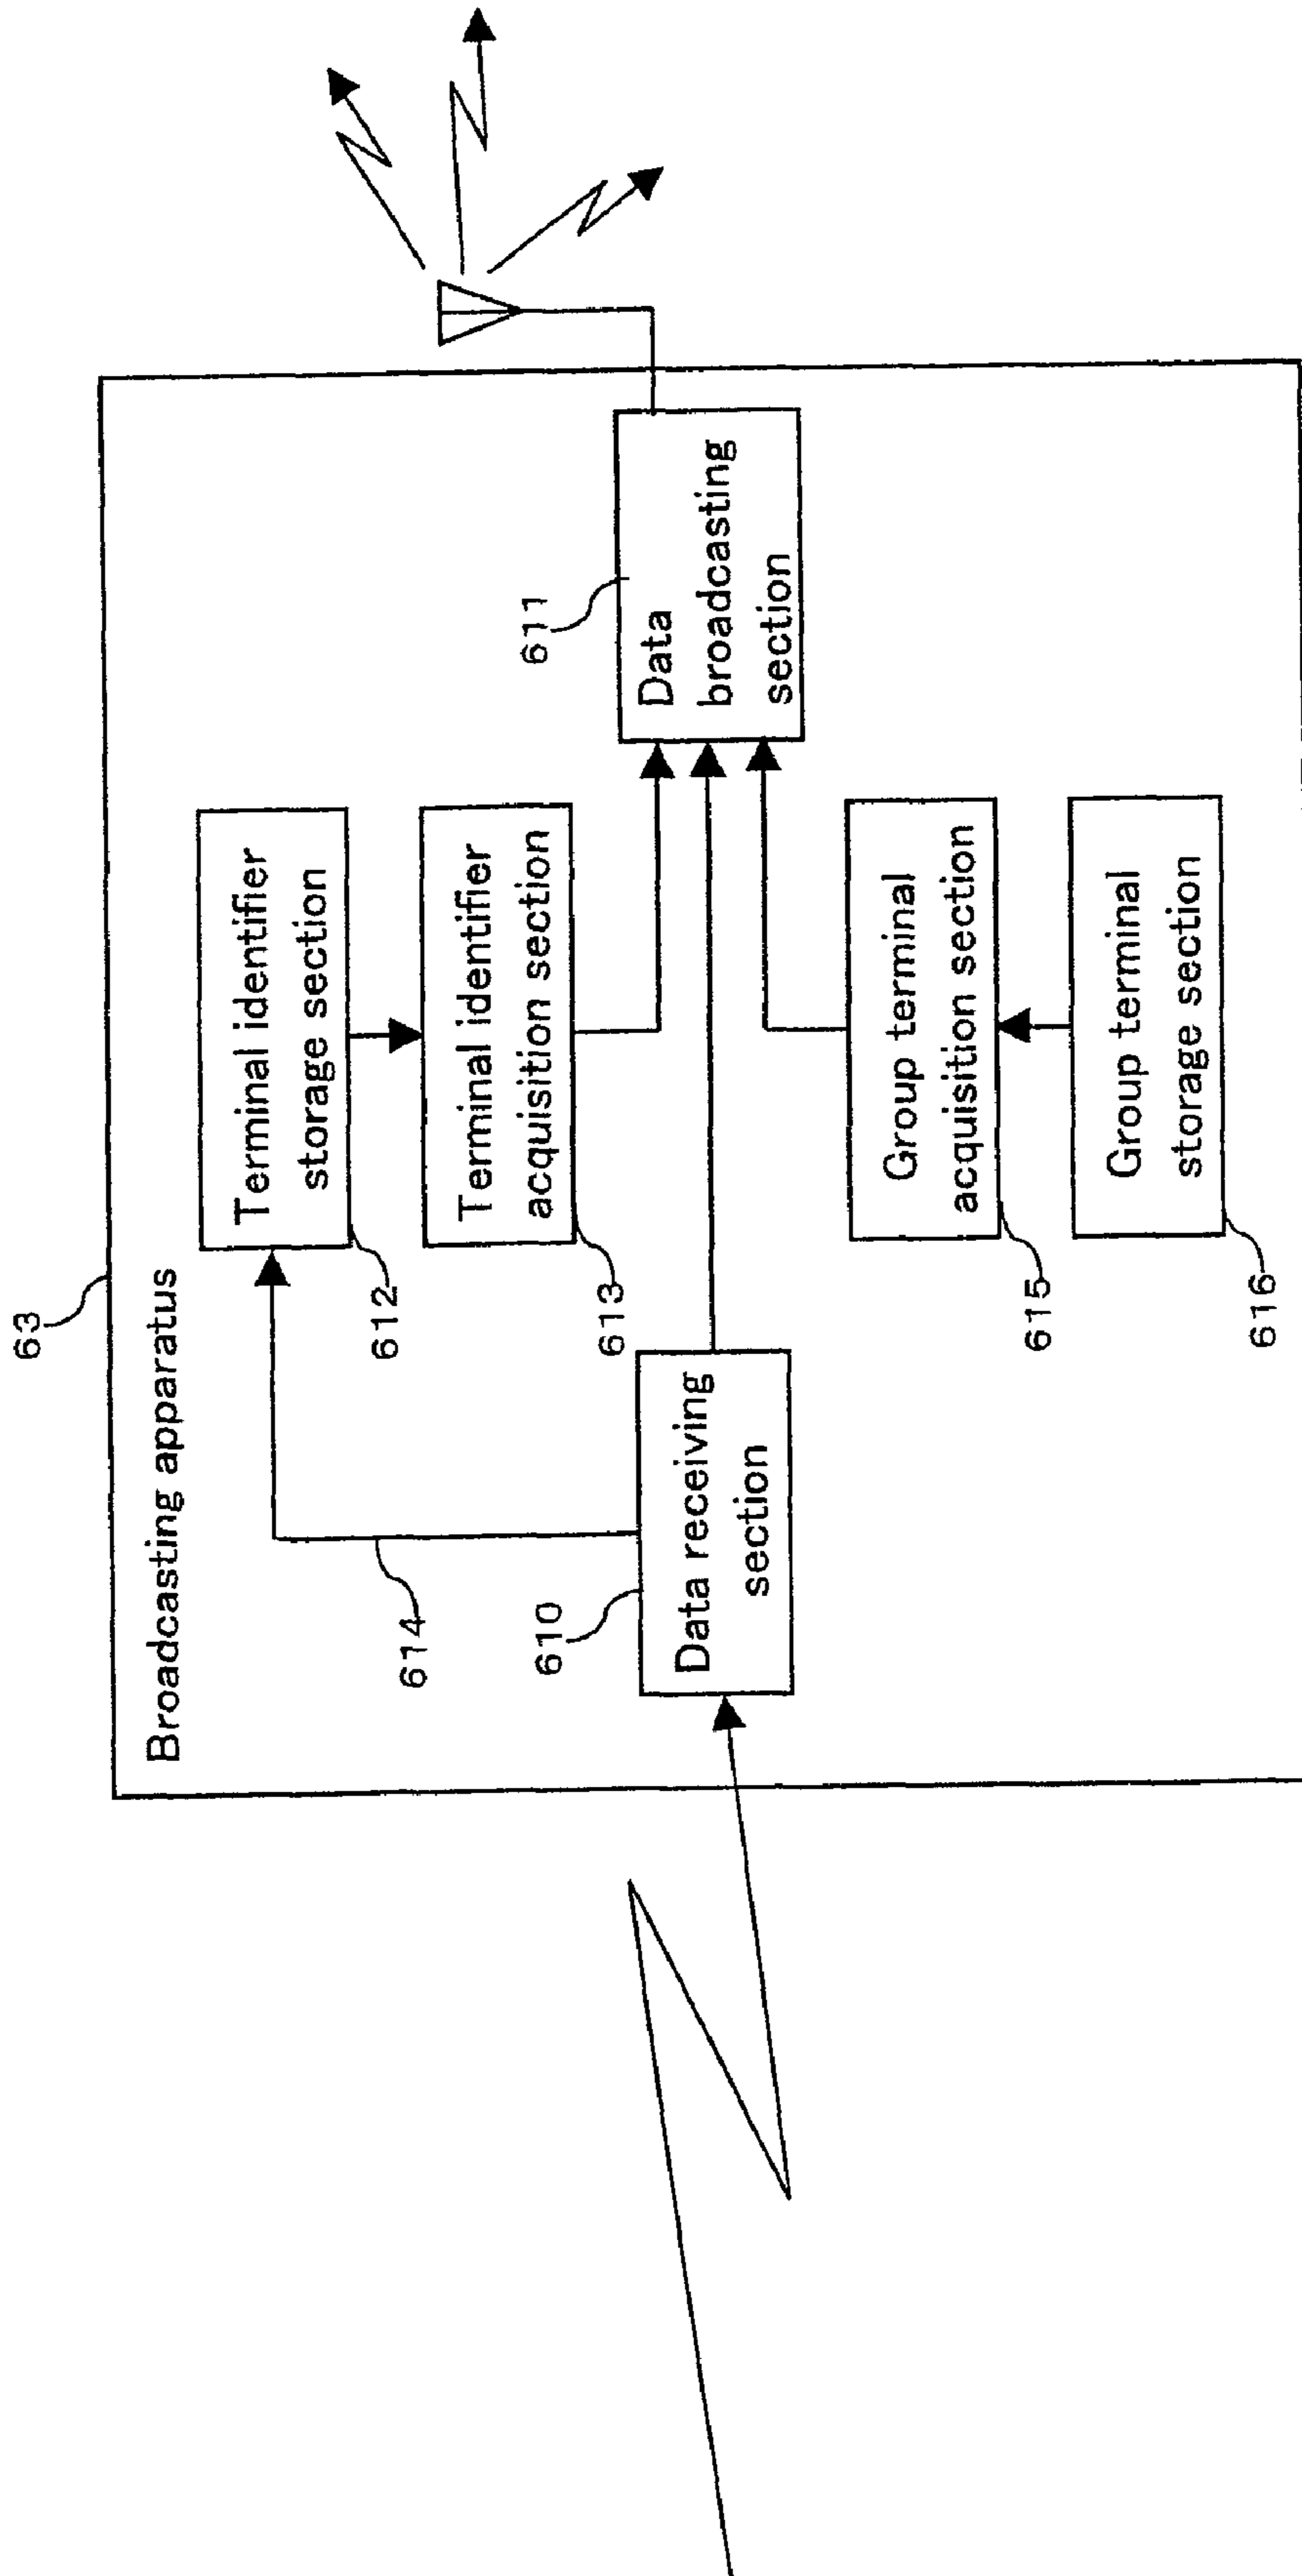 63
Broadcasting apparatus
Terminal identifier
storage section
612
Terminal identifier
acquisition section
613
614
610
Data receiving
section
611
Data
broadcasting
section
Group terminal
acquisition section
615
Group terminal
storage section
616